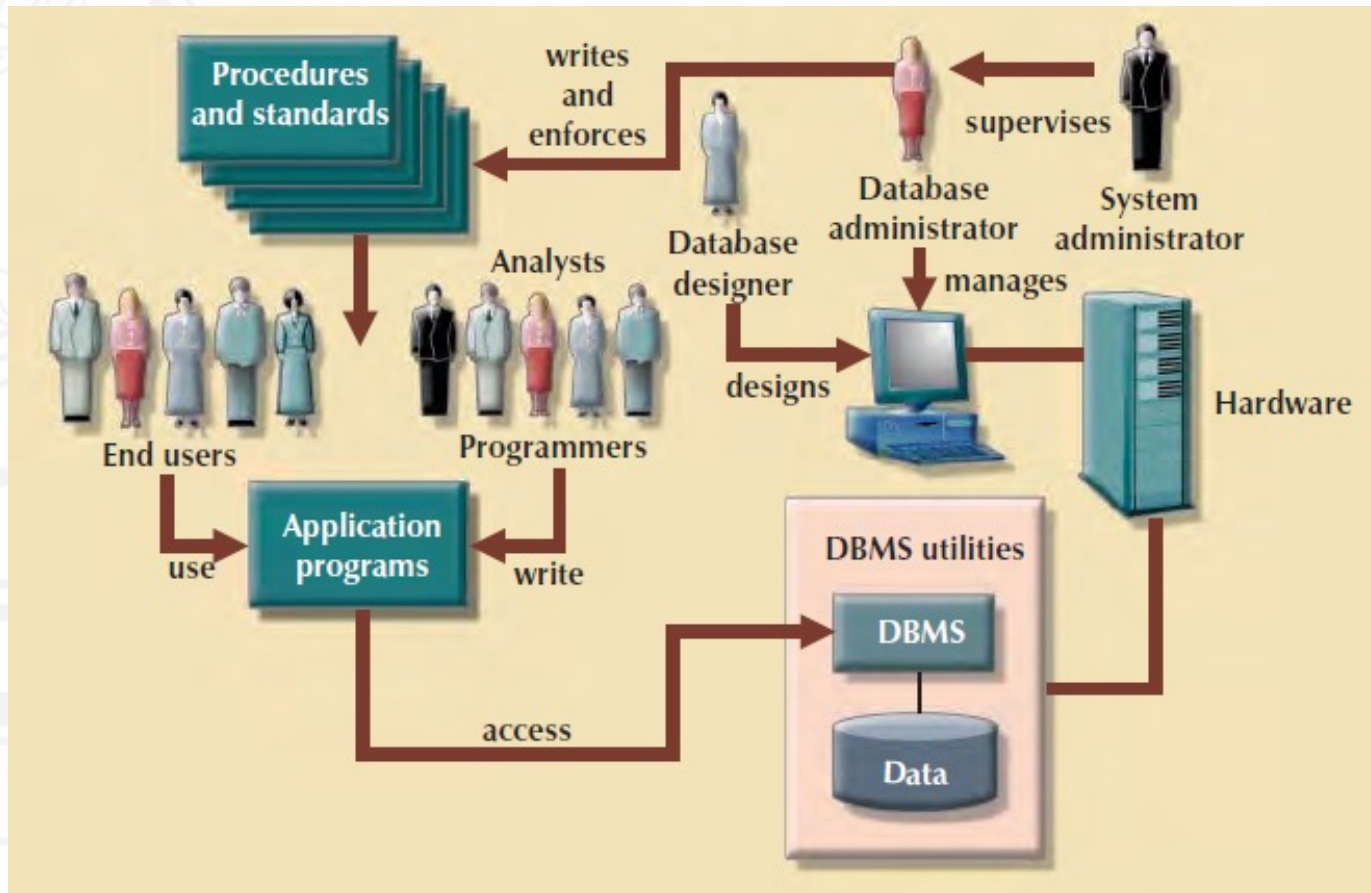 Procedures
and standards
writes
and
enforces
supervises
Database
administrator
System
administrator
Database
designer
manages
Analysts
designs
Hardware
End users
Programmers
use
Application
programs
write
DBMS utilities
DBMS
access
Data